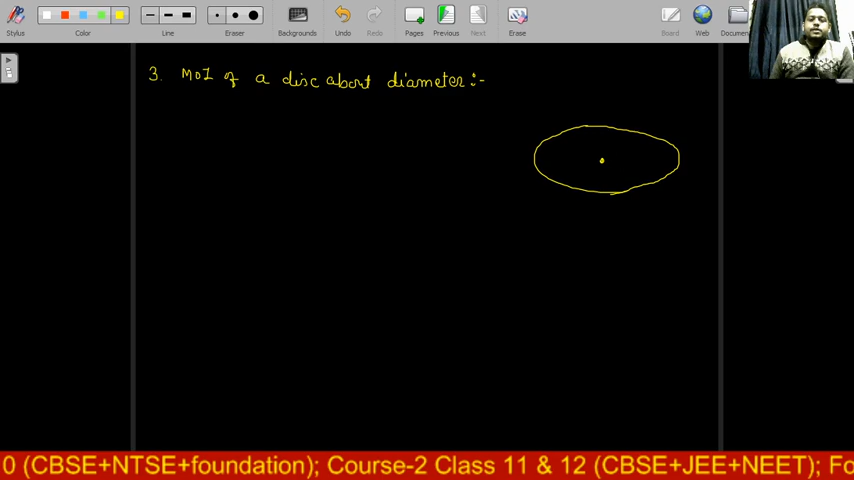 Stylus
Color
Line
Eraser
Backgrounds
Undo
Redo
Pages
Previous
Next
Erase
Board
Web
Documen
3. MOI of a disc about diameter :-
0 (CBSE+NTSE+foundation); Course-2 Class 11 & 12 (CBSE+JEE+NEET); Fo